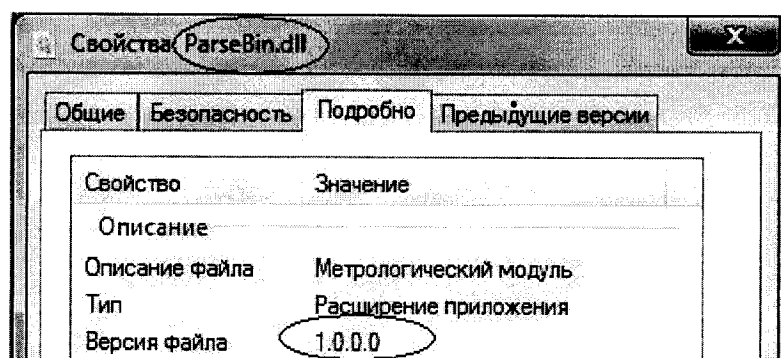 Свойства: ParseBin.dll
X
Общие Безопасность Подробно Предыдущие версии
Свойство Значение
Описание
Описание файла Метрологический модуль
Тип Расширение приложения
Версия файла 1.0.0.0